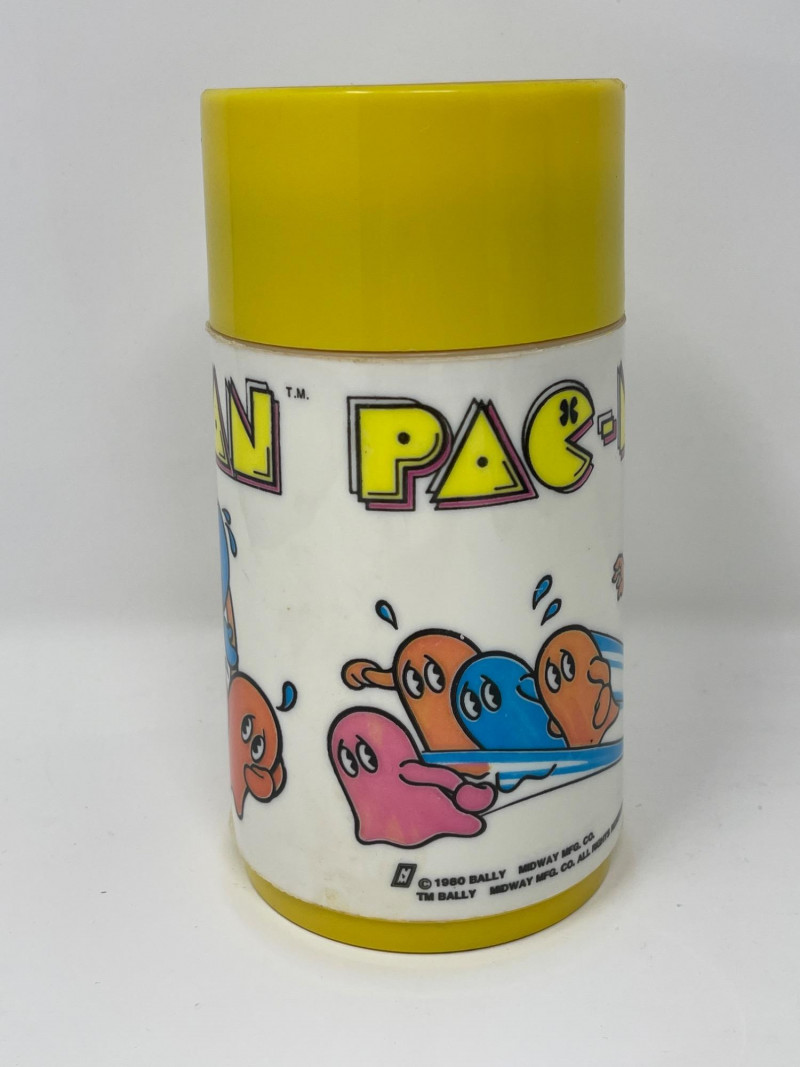 AN T.M. PAC-
© 1980 BALLY MIDWAY MFG. CO.
TM BALLY MIDWAY MFG. CO. ALL RIGHTS